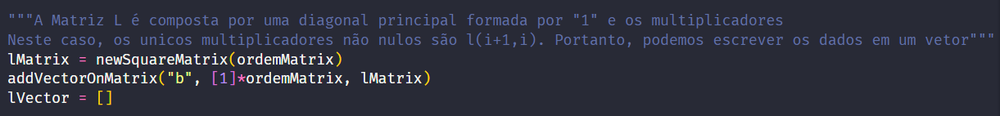 """A Matriz L é composta por uma diagonal principal formada por "1" e os multiplicadores
Neste caso, os unicos multiplicadores não nulos são l(i+1,i). Portanto, podemos escrever os dados em um vetor"""
lMatrix = newSquareMatrix(ordemMatrix)
addVectorOnMatrix("b", [1]*ordemMatrix, lMatrix)
lVector = []